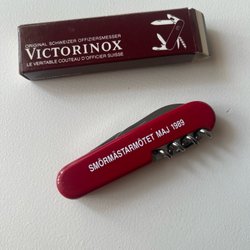 ORIGINAL SCHWEIZER OFFIZIERSMESSER
VICTORINOX
LE VERITABLE COUTEAU D'OFFICIER SUISSE
SMÖRMÄSTARMÖTET MAJ 1989